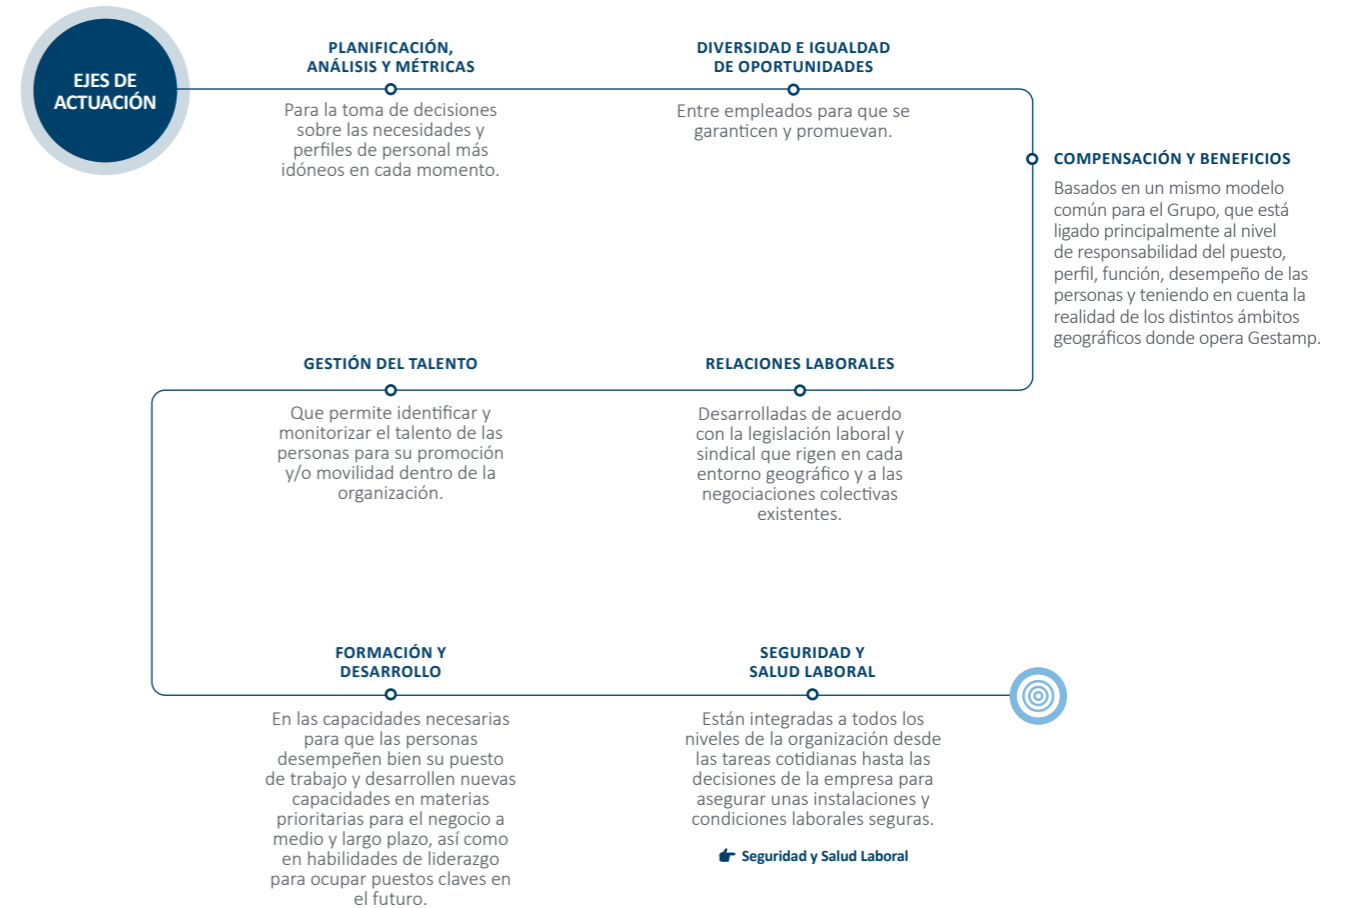 EJES DE
ACTUACIÓN
PLANIFICACIÓN,
ANÁLISIS Y MÉTRICAS
Para la toma de decisiones
sobre las necesidades y
perfiles de personal más
idóneos en cada momento.
DIVERSIDAD E IGUALDAD
DE OPORTUNIDADES
Entre empleados para que se
garanticen y promuevan.
COMPENSACIÓN Y BENEFICIOS
Basados en un mismo modelo
común para el Grupo, que está
ligado principalmente al nivel
de responsabilidad del puesto,
perfil, función, desempeño de las
personas y teniendo en cuenta la
realidad de los distintos ámbitos
geográficos donde opera Gestamp.
RELACIONES LABORALES
Desarrolladas de acuerdo
con la legislación laboral y
sindical que rigen en cada
entorno geográfico y a las
negociaciones colectivas
existentes.
GESTIÓN DEL TALENTO
Que permite identificar y
monitorizar el talento de las
personas para su promoción
y/o movilidad dentro de la
organización.
FORMACIÓN Y
DESARROLLO
En las capacidades necesarias
para que las personas
desempeñen bien su puesto
de trabajo y desarrollen nuevas
capacidades en materias
prioritarias para el negocio a
medio y largo plazo, así como
en habilidades de liderazgo
para ocupar puestos claves en
el futuro.
SEGURIDAD Y
SALUD LABORAL
Están integradas a todos los
niveles de la organización desde
las tareas cotidianas hasta las
decisiones de la empresa para
asegurar unas instalaciones y
condiciones laborales seguras.
Seguridad y Salud Laboral